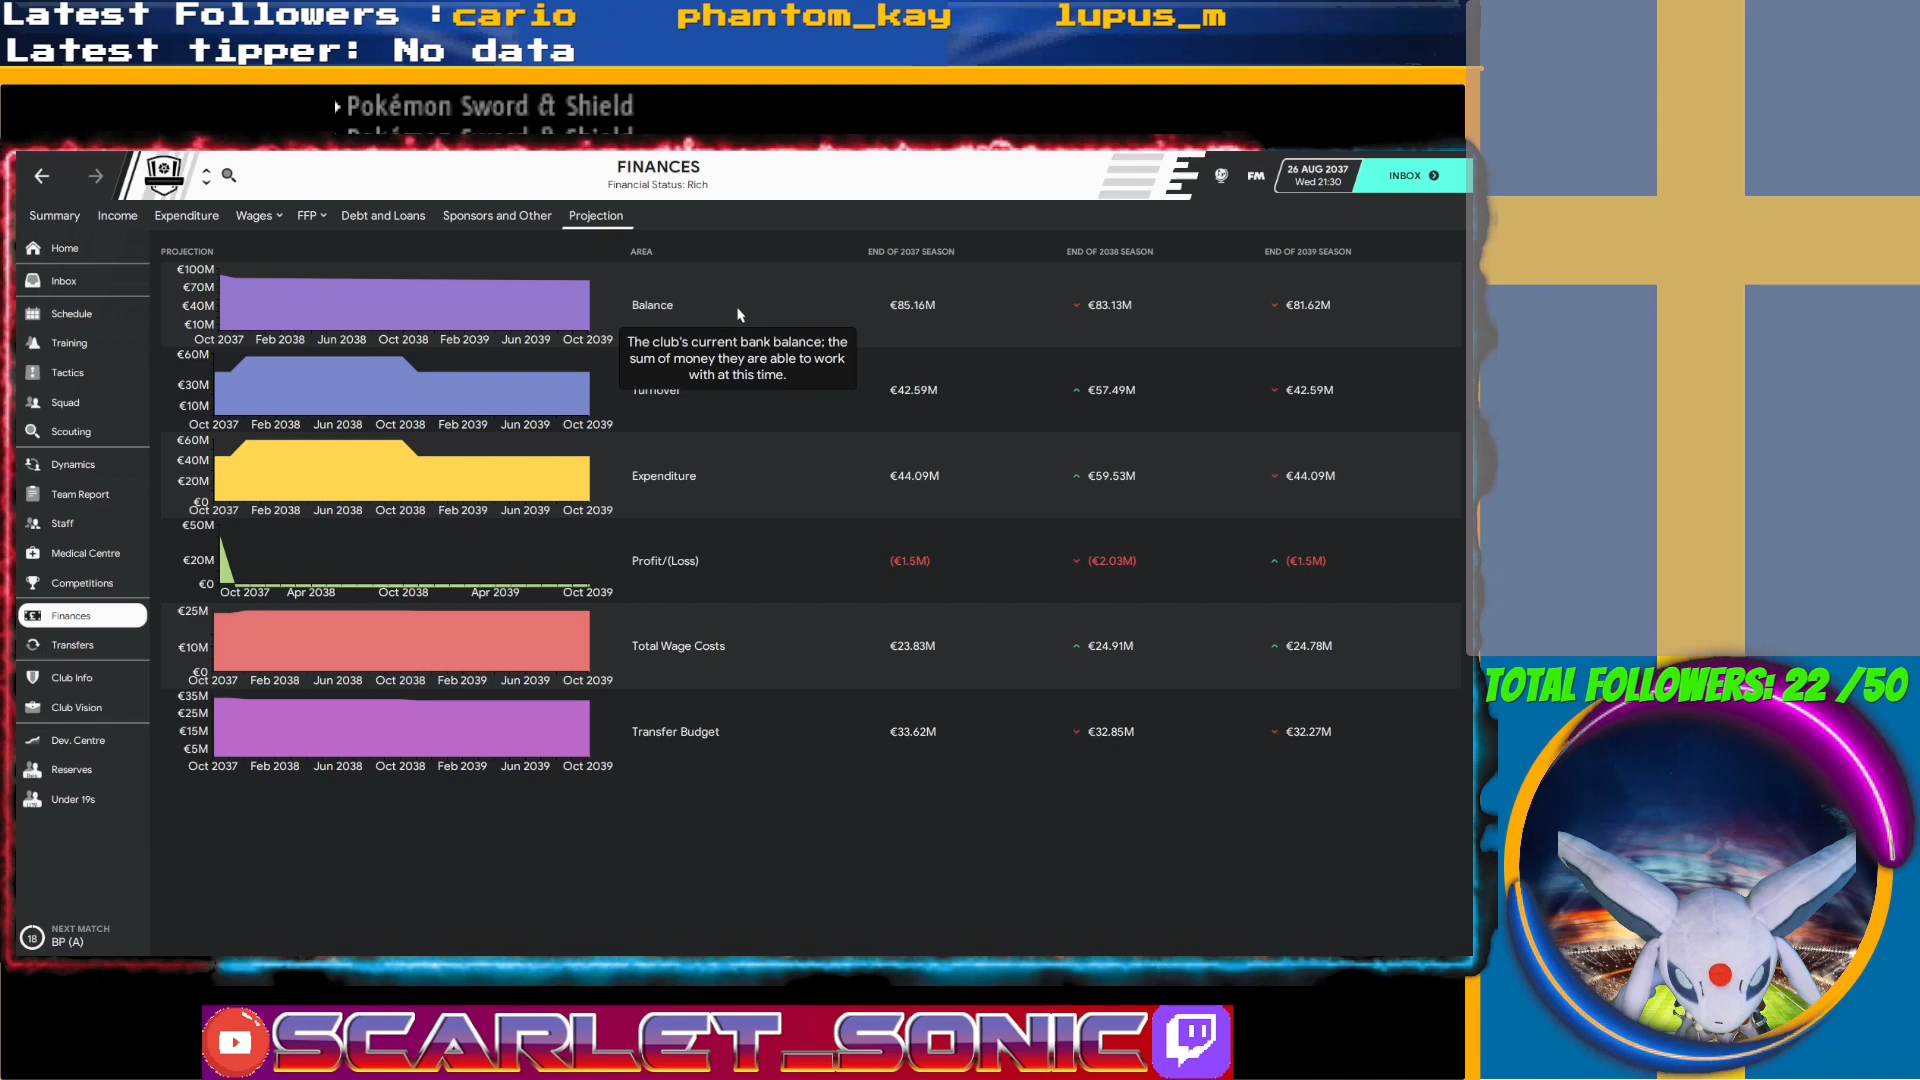 Latest Followers : cario phantom_kay lupus_m
Latest tipper: No data
Pokémon Sword & Shield
Pokémon Sword & Shield
FINANCES
Financial Status: Rich
FM
26 AUG 2037
Wed 21:30
INBOX
Summary Income Expenditure Wages FFP Debt and Loans Sponsors and Other Projection
Home
Inbox
Schedule
Training
Tactics
Squad
Scouting
Dynamics
Team Report
Staff
Medical Centre
Competitions
Finances
Transfers
Club Info
Club Vision
Dev. Centre
Reserves
Under 19s
18
NEXT MATCH
BP (A)
PROJECTION AREA END OF 2037 SEASON END OF 2038 SEASON END OF 2039 SEASON
€100M
€70M
€40M
€10M
Oct 2037 Feb 2038 Jun 2038 Oct 2038 Feb 2039 Jun 2039 Oct 2039
Balance €85.16M €83.13M €81.62M
The club's current bank balance; the
sum of money they are able to work
with at this time.
€60M
€30M
€10M
Oct 2037 Feb 2038 Jun 2038 Oct 2038 Feb 2039 Jun 2039 Oct 2039
Turnover €42.59M €57.49M €42.59M
€60M
€40M
€20M
€0
Oct 2037 Feb 2038 Jun 2038 Oct 2038 Feb 2039 Jun 2039 Oct 2039
Expenditure €44.09M €59.53M €44.09M
€50M
€20M
€0
Oct 2037 Apr 2038 Oct 2038 Apr 2039 Oct 2039
Profit/(Loss) (€1.5M) (€2.03M) (€1.5M)
€25M
€10M
€0
Oct 2037 Feb 2038 Jun 2038 Oct 2038 Feb 2039 Jun 2039 Oct 2039
Total Wage Costs €23.83M €24.91M €24.78M
€35M
€25M
€15M
€5M
Oct 2037 Feb 2038 Jun 2038 Oct 2038 Feb 2039 Jun 2039 Oct 2039
Transfer Budget €33.62M €32.85M €32.27M
TOTAL FOLLOWERS: 22 /50
SCARLET_SONIC